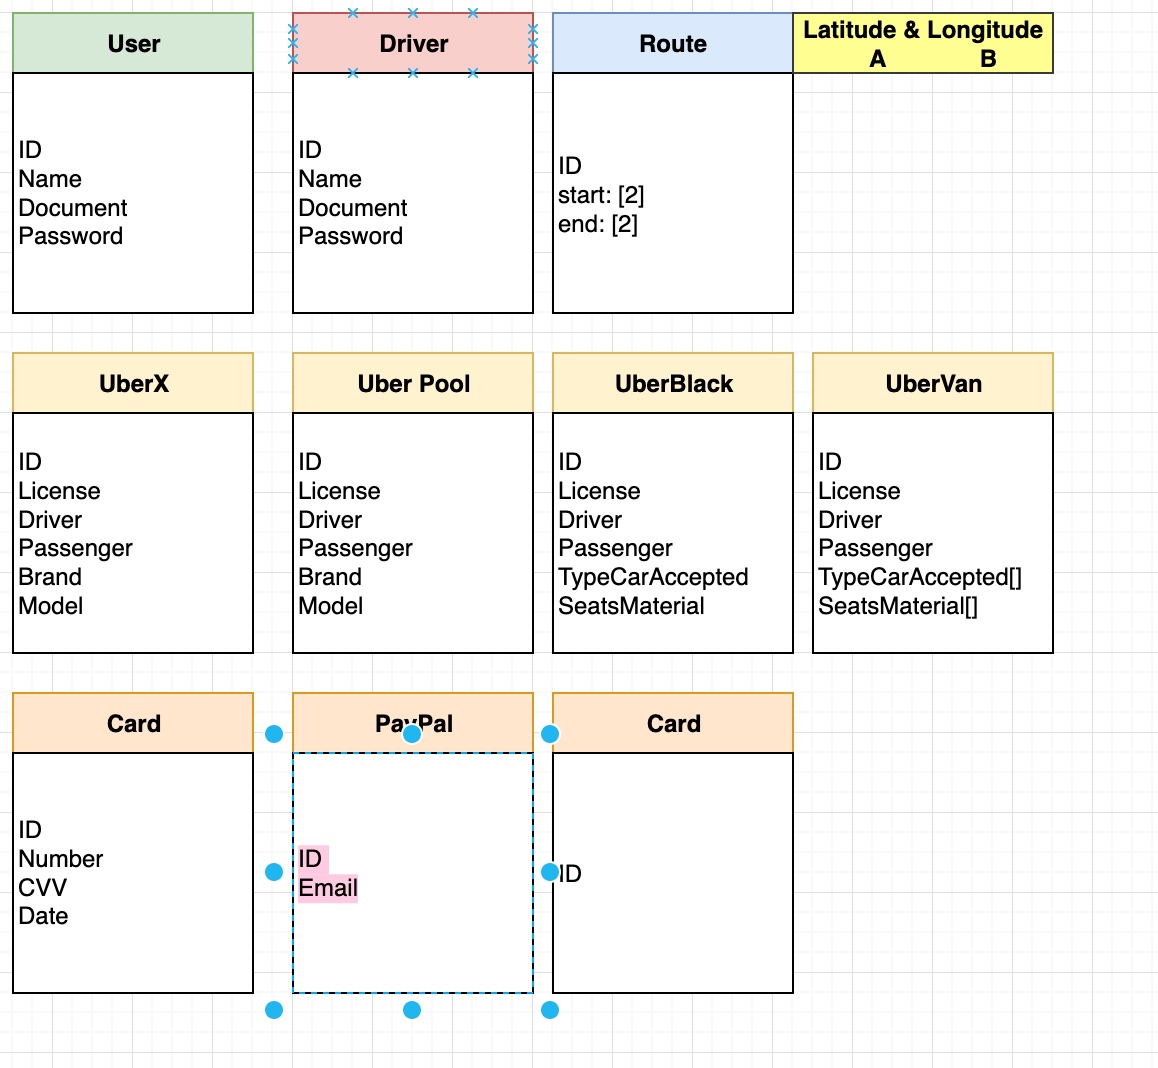 User
Driver
Route
Latitude & Longitude
A B
ID
Name
Document
Password
ID
Name
Document
Password
ID
start: [2]
end: [2]
UberX
Uber Pool
UberBlack
UberVan
ID
License
Driver
Passenger
Brand
Model
ID
License
Driver
Passenger
Brand
Model
ID
License
Driver
Passenger
TypeCarAccepted
SeatsMaterial
ID
License
Driver
Passenger
TypeCarAccepted[]
SeatsMaterial[]
Card
PayPal
Card
ID
Number
CVV
Date
ID
Email
ID